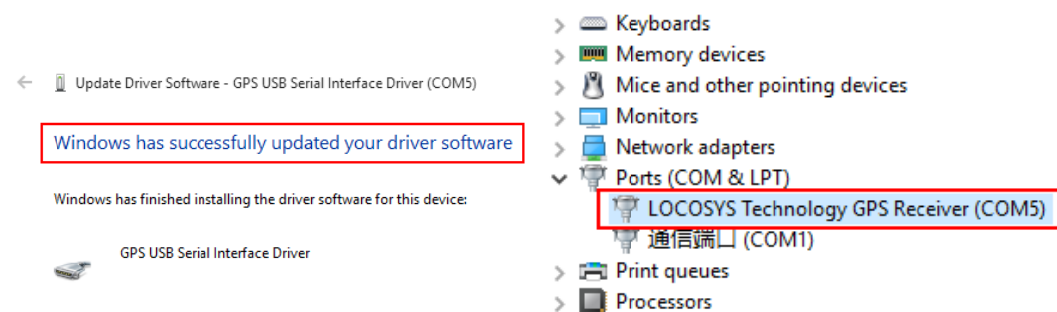 Update Driver Software - GPS USB Serial Interface Driver (COM5)
Windows has successfully updated your driver software
Windows has finished installing the driver software for this device:
GPS USB Serial Interface Driver
Keyboards
Memory devices
Mice and other pointing devices
Monitors
Network adapters
Ports (COM & LPT)
LOCOSYS Technology GPS Receiver (COM5)
通信端口 (COM1)
Print queues
Processors